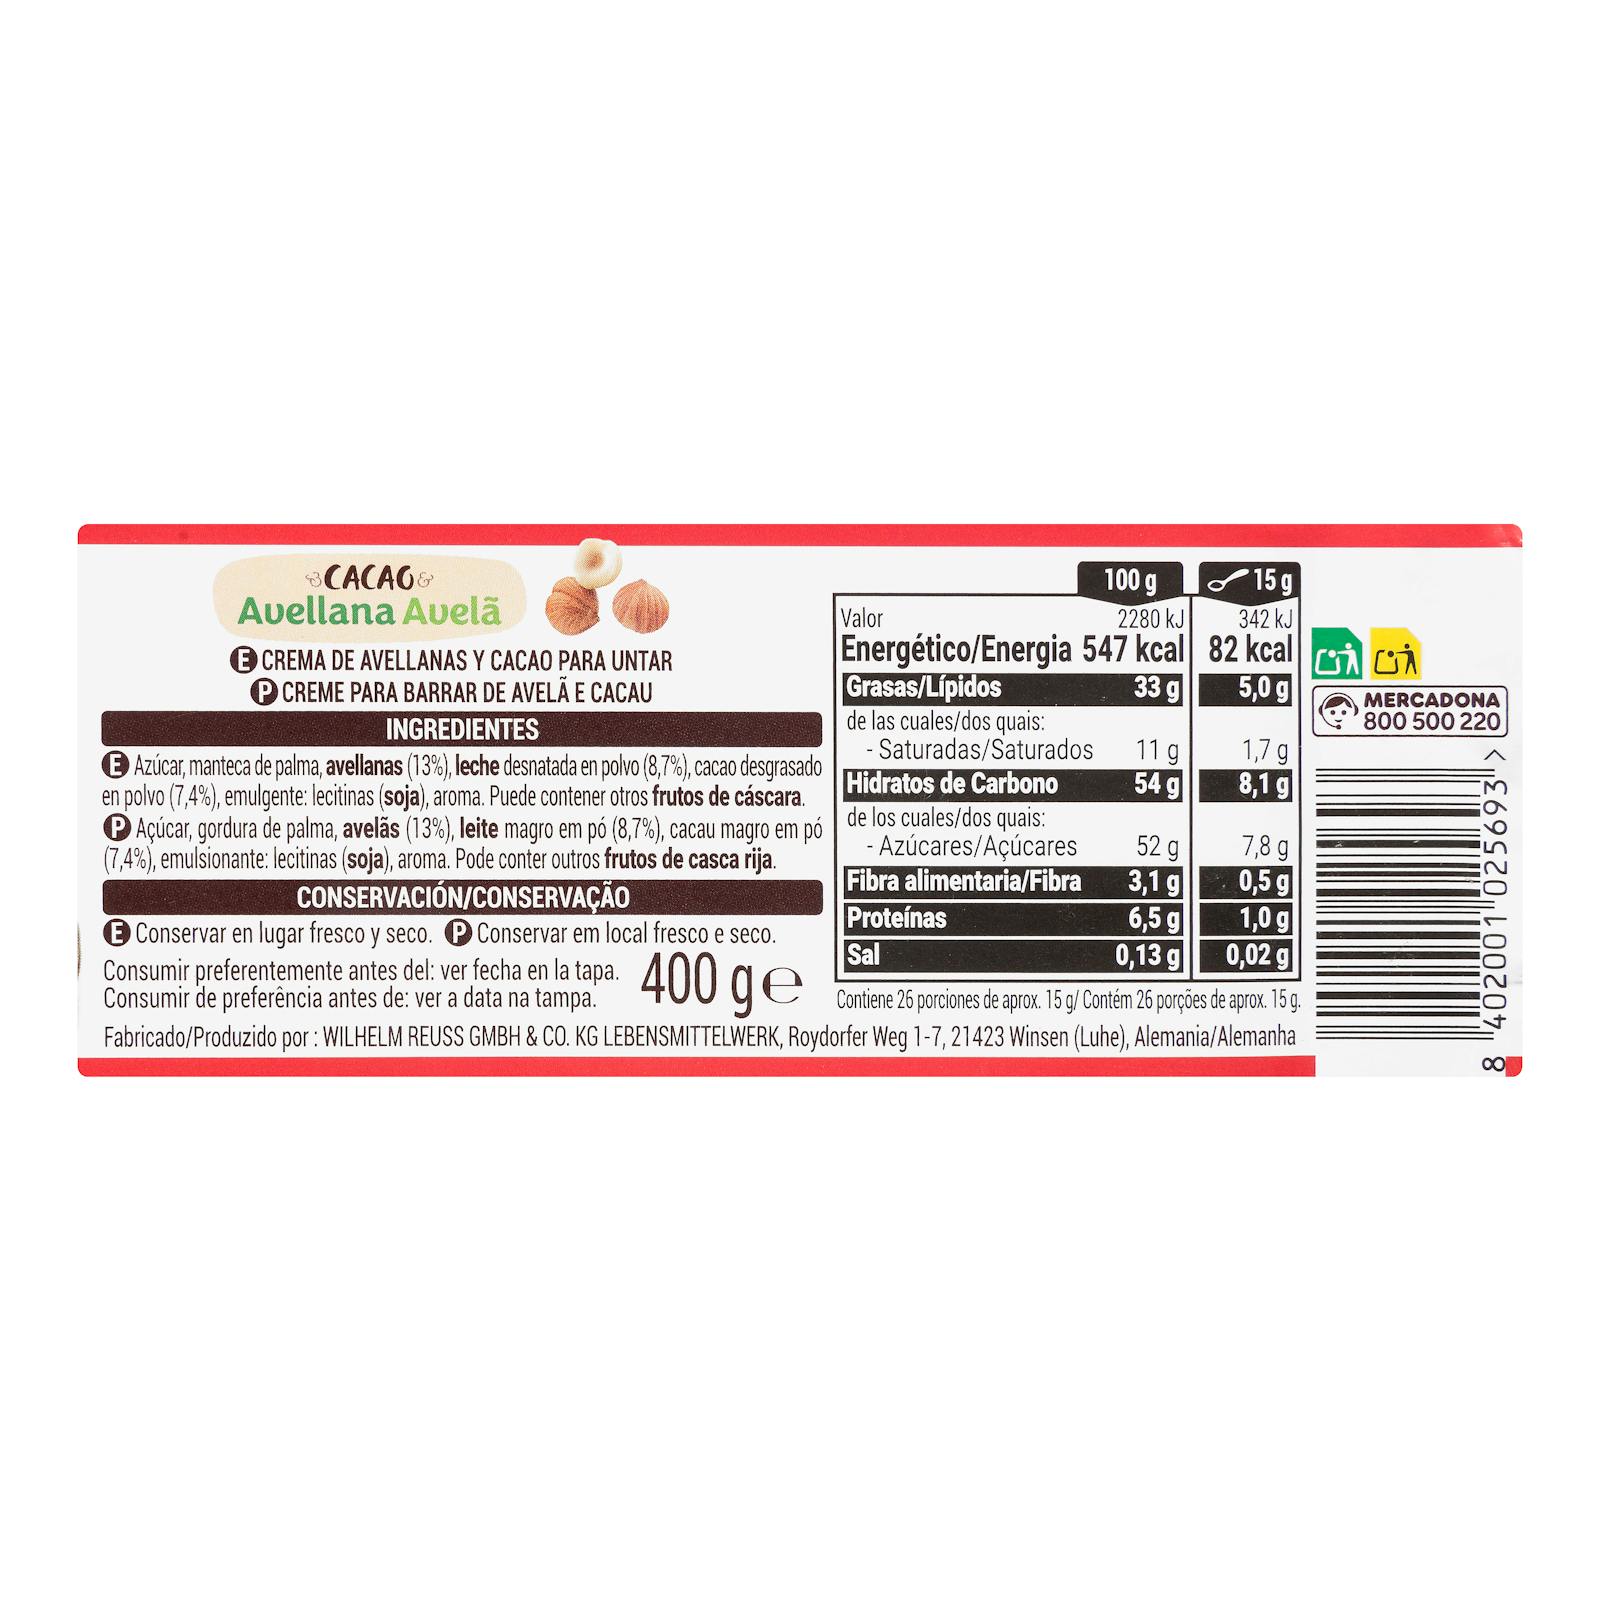 CACAO
Avellana Avelã
E CREMA DE AVELLANAS Y CACAO PARA UNTAR
P CREME PARA BARRAR DE AVELÃ E CACAU
INGREDIENTES
E Azúcar, manteca de palma, avellanas (13%), leche desnatada en polvo (8,7%), cacao desgrasado
en polvo (7,4%), emulgente: lecitinas (soja), aroma. Puede contener otros frutos de cáscara.
P Açúcar, gordura de palma, avelãs (13%), leite magro em pó (8,7%), cacau magro em pó
(7,4%), emulsionante: lecitinas (soja), aroma. Pode conter outros frutos de casca rija.
CONSERVACIÓN/CONSERVAÇÃO
E Conservar en lugar fresco y seco. P Conservar em local fresco e seco.
Consumir preferentemente antes del: ver fecha en la tapa.
Consumir de preferência antes de: ver a data na tampa.
400 g e
100 g 15 g
Valor 2280 kJ 342 kJ
Energético/Energia 547 kcal 82 kcal
Grasas/Lípidos 33 g 5,0 g
de las cuales/dos quais:
- Saturadas/Saturados 11 g 1,7 g
Hidratos de Carbono 54 g 8,1 g
de los cuales/dos quais:
- Azúcares/Açúcares 52 g 7,8 g
Fibra alimentaria/Fibra 3,1 g 0,5 g
Proteínas 6,5 g 1,0 g
Sal 0,13 g 0,02 g
Contiene 26 porciones de aprox. 15 g/ Contém 26 porções de aprox. 15 g.
Fabricado/Produzido por : WILHELM REUSS GMBH & CO. KG LEBENSMITTELWERK, Roydorfer Weg 1-7, 21423 Winsen (Luhe), Alemania/Alemanha
MERCADONA
800 500 220
8 402001 025693 >